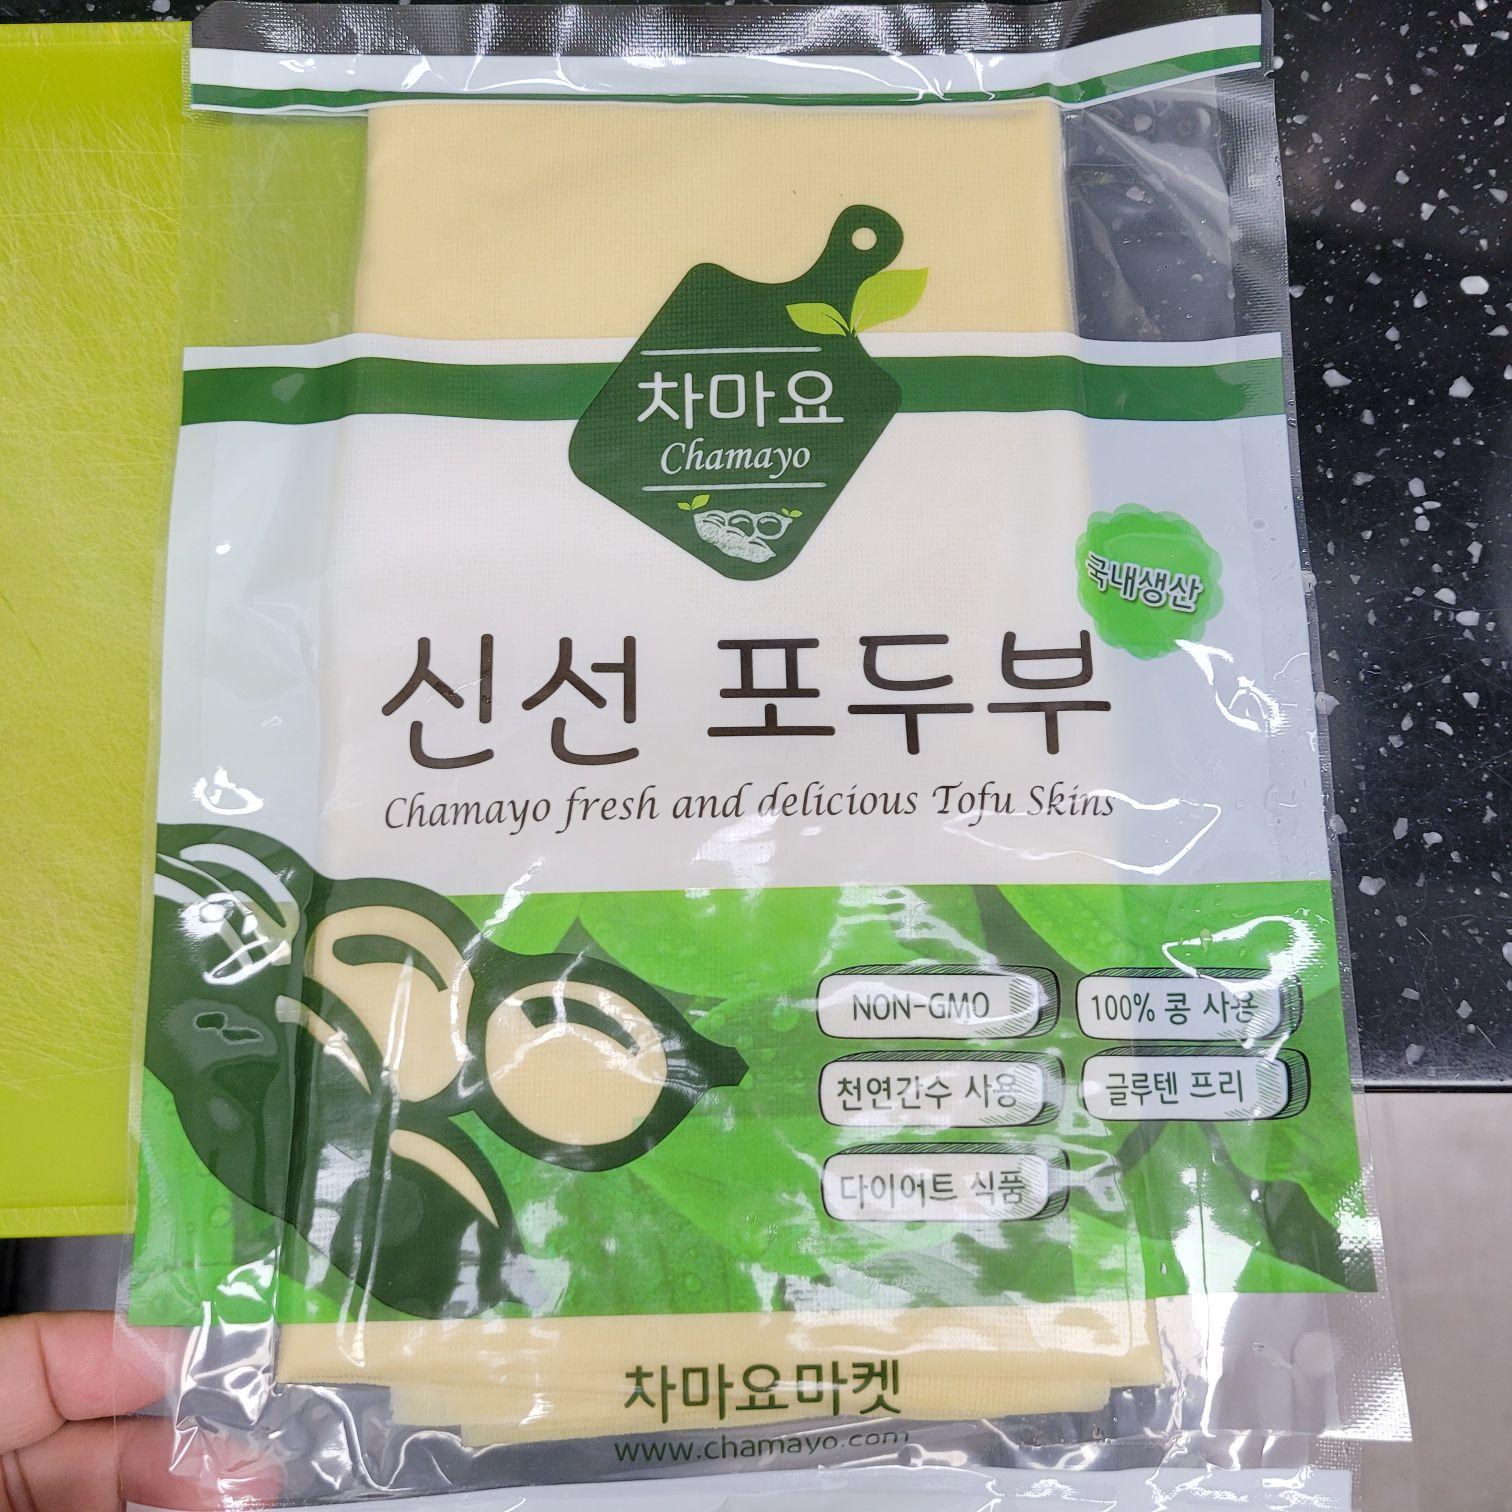 차마요
Chamayo
국내생산
신선 포두부
Chamayo fresh and delicious Tofu Skins
NON-GMO
100% 콩 사용
천연간수 사용
글루텐 프리
다이어트 식품
차마요마켓
www.chamayo.com